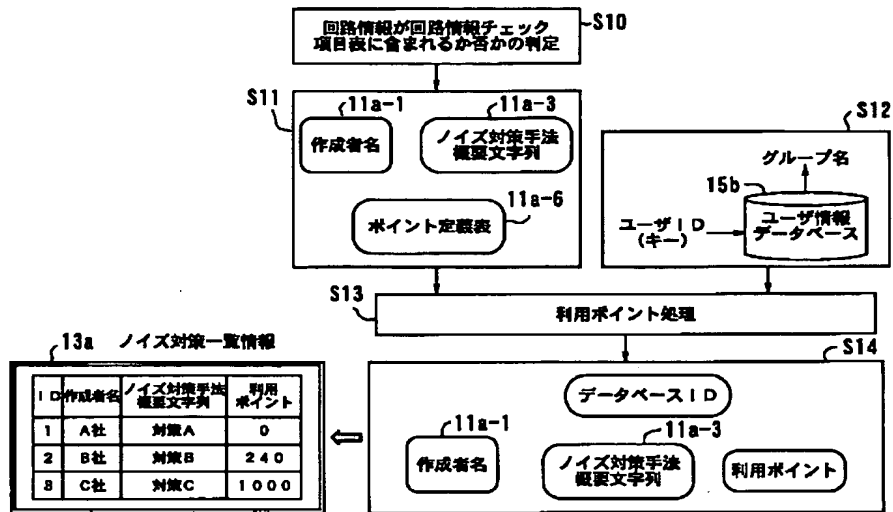 回路情報が回路情報チェック
項目表に含まれるか否かの判定
S10
S11
11a-1
11a-3
作成者名
ノイズ対策手法
概要文字列
11a-6
ポイント定義表
S12
グループ名
15b
ユーザID
(キー)
ユーザ情報
データベース
S13
利用ポイント処理
S14
データベースID
11a-1
11a-3
作成者名
ノイズ対策手法
概要文字列
利用ポイント
13a
ノイズ対策一覧情報
ID 作成者名 ノイズ対策手法 利用
概要文字列 ポイント
1 A社 対策A 0
2 B社 対策B 240
3 C社 対策C 1000